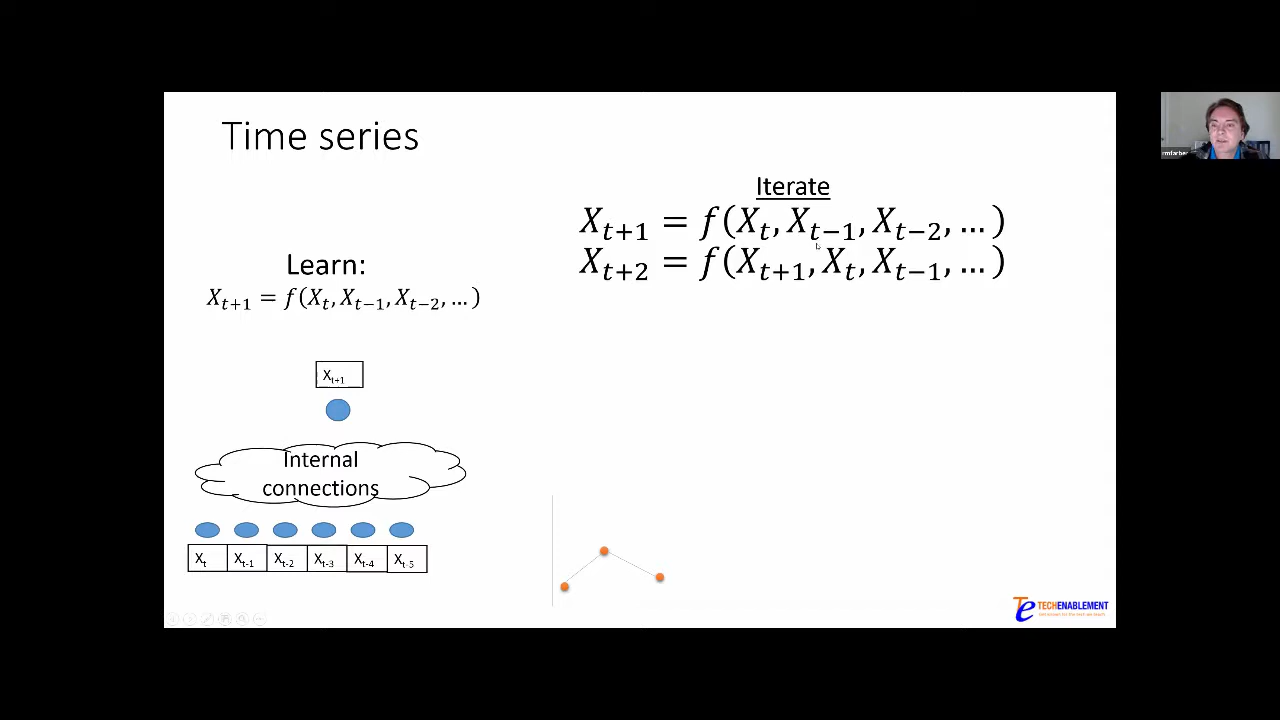 Time series
Iterate
X_{t+1} = f(X_t, X_{t−1}, X_{t−2}, …)
X_{t+2} = f(X_{t+1}, X_t, X_{t−1}, …)
Learn:
X_{t+1} = f(X_t, X_{t−1}, X_{t−2}, …)
X_{t+1}
Internal
connections
X_t X_{t-1} X_{t-2} X_{t-3} X_{t-4} X_{t-5}
Te TECHENABLEMENT